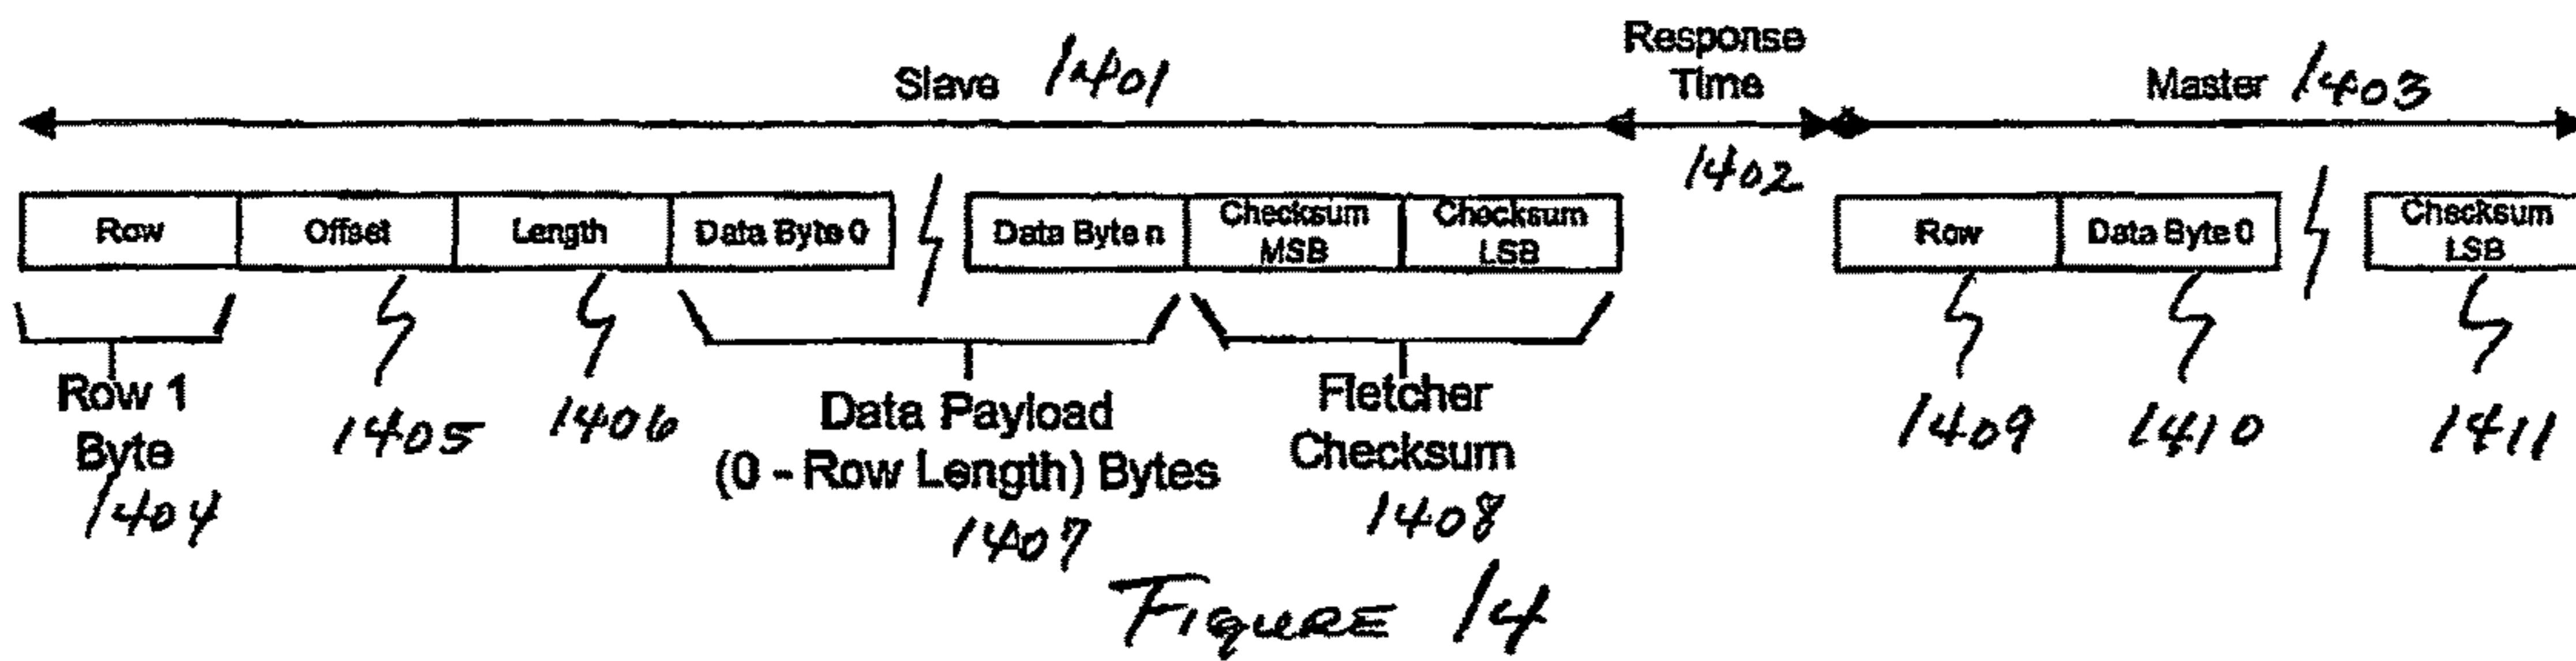 Slave 1401
Response
Time
1402
Master 1403
Row
Offset
Length
Data Byte 0
Data Byte n
Checksum
MSB
Checksum
LSB
Row
Data Byte 0
Checksum
LSB
Row 1
Byte
1404
1405
1406
Data Payload
(0 - Row Length) Bytes
1407
Fletcher
Checksum
1408
1409
1410
1411
FIGURE 14